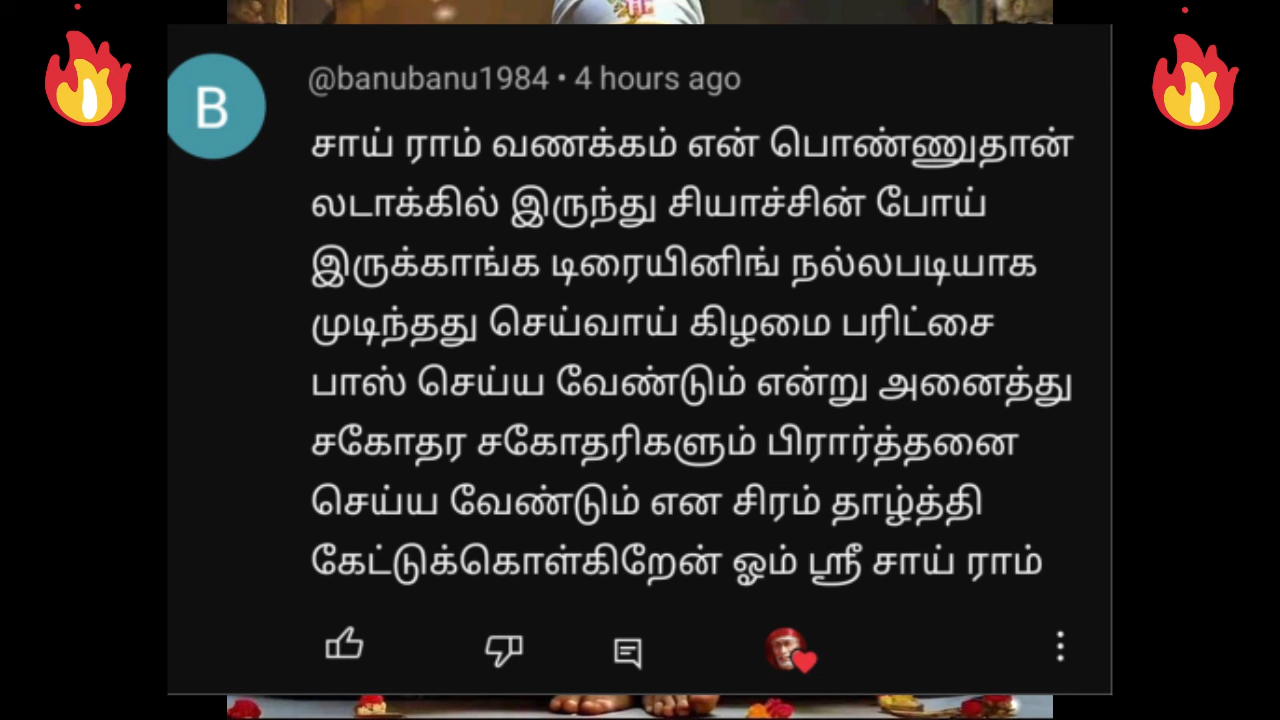 B
@banubanu1984 • 4 hours ago
சாய் ராம் வணக்கம் என் பொண்ணுதான்
லடாக்கில் இருந்து சியாச்சின் போய்
இருக்காங்க டிரையினிங் நல்லபடியாக
முடிந்தது செய்வாய் கிழமை பரிட்சை
பாஸ் செய்ய வேண்டும் என்று அனைத்து
சகோதர சகோதரிகளும் பிரார்த்தனை
செய்ய வேண்டும் என சிரம் தாழ்த்தி
கேட்டுக்கொள்கிறேன் ஓம் ஸ்ரீ சாய் ராம்